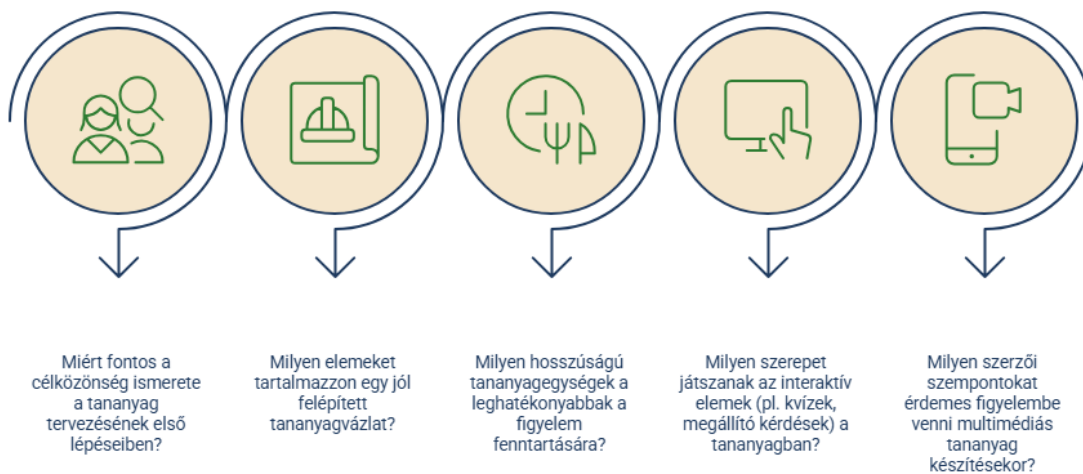 Miért fontos a
célközönség ismerete
a tananyag
tervezésének első
lépéseiben?
Milyen elemeket
tartalmazzon egy jól
felépített
tananyagvázlat?
Milyen hosszúságú
tananyagegységek a
leghatékonyabbak a
figyelem
fenntartására?
Milyen szerepet
játszanak az interaktív
elemek (pl. kvízek,
megállító kérdések) a
tananyagban?
Milyen szerzői
szempontokat
érdemes figyelembe
venni multimédiás
tananyag
készítésekor?